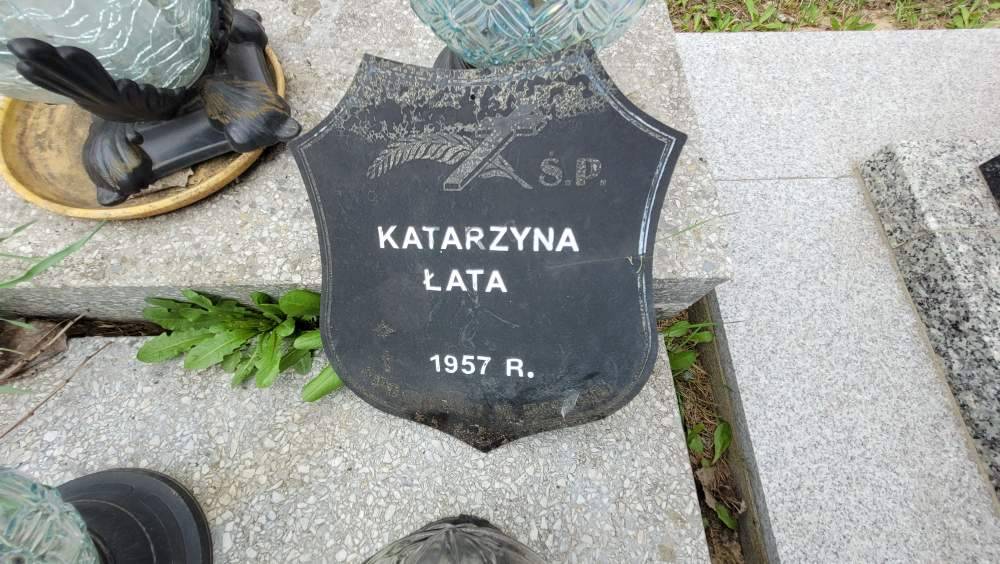 Ś.P.
KATARZYNA
ŁATA
1957 R.